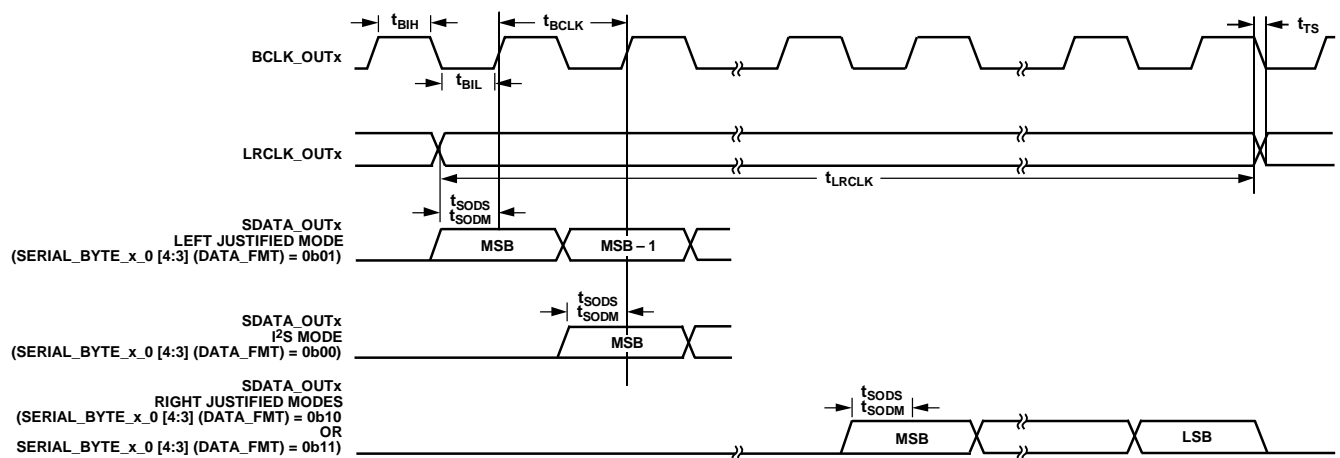 tBIH
tBCLK
tTS
BCLK_OUTx
tBIL
LRCLK_OUTx
tLRCLK
tSODS
tSODM
SDATA_OUTx
LEFT JUSTIFIED MODE
(SERIAL_BYTE_x_0 [4:3] (DATA_FMT) = 0b01)
MSB
MSB – 1
tSODS
tSODM
SDATA_OUTx
I2S MODE
(SERIAL_BYTE_x_0 [4:3] (DATA_FMT) = 0b00)
MSB
SDATA_OUTx
RIGHT JUSTIFIED MODES
(SERIAL_BYTE_x_0 [4:3] (DATA_FMT) = 0b10
OR
SERIAL_BYTE_x_0 [4:3] (DATA_FMT) = 0b11)
tSODS
tSODM
MSB
LSB